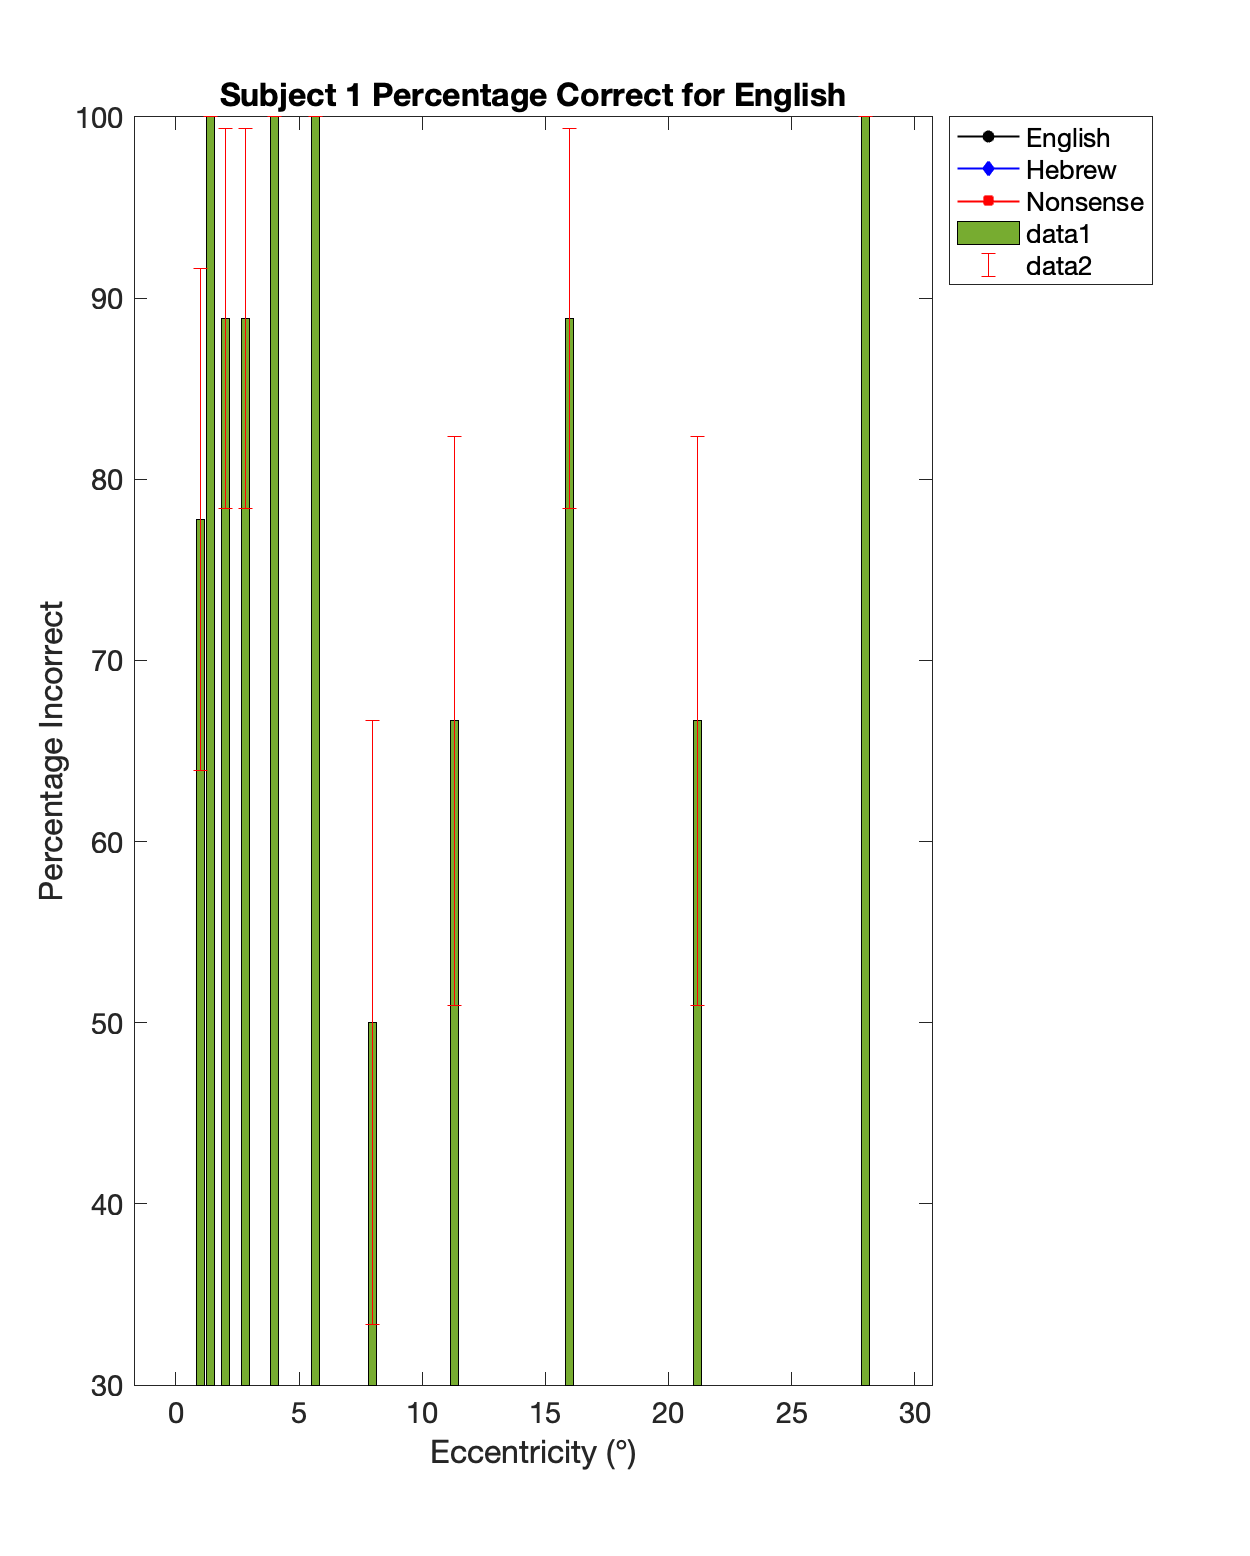 Subject 1 Percentage Correct for English
100
90
80
70
60
50
40
30
Percentage Incorrect
0 5 10 15 20 25 30
Eccentricity (°)
English
Hebrew
Nonsense
data1
data2